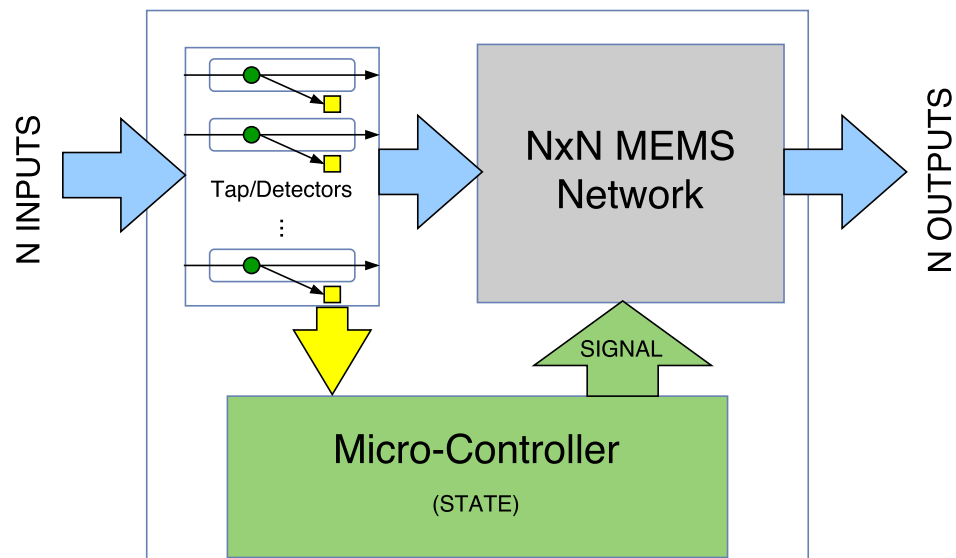 N INPUTS
Tap/Detectors
...
NxN MEMS
Network
N OUTPUTS
SIGNAL
Micro-Controller
(STATE)